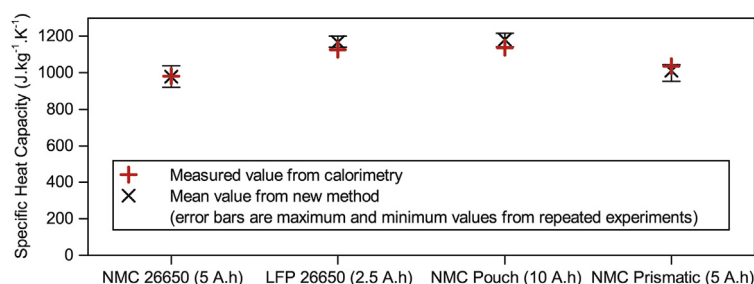 Specific Heat Capacity (J.kg⁻¹.K⁻¹)
1200
1000
800
600
400
200
0
Measured value from calorimetry
Mean value from new method
(error bars are maximum and minimum values from repeated experiments)
NMC 26650 (5 A.h) LFP 26650 (2.5 A.h) NMC Pouch (10 A.h) NMC Prismatic (5 A.h)